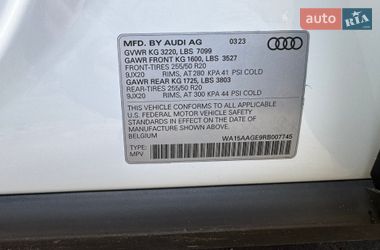 auto RIA
MFD. BY AUDI AG 03.23
GVWR KG 3220, LBS 7099
GAWR FRONT KG 1600, LBS 3527
FRONT-TIRES 255/50 R20
9JX20 RIMS, AT 280 KPA 41 PSI COLD
GAWR REAR KG 1725, LBS 3803
REAR-TIRES 255/50 R20
9JX20 RIMS, AT 300 KPA 44 PSI COLD
THIS VEHICLE CONFORMS TO ALL APPLICABLE
U.S. FEDERAL MOTOR VEHICLE SAFETY
STANDARDS IN EFFECT ON THE DATE OF
MANUFACTURE SHOWN ABOVE
BELGIUM
WA15AAGE9RB007745
TYPE:
MPV